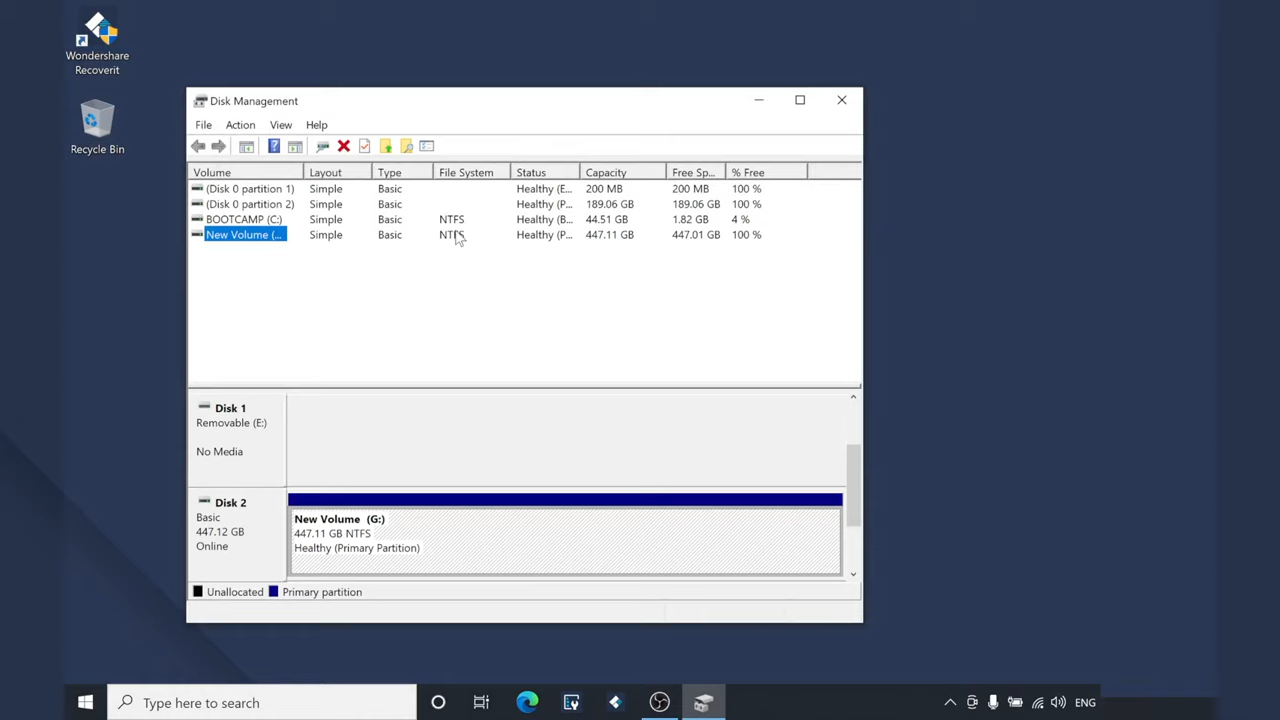 Wondershare
Recoverit
Recycle Bin
Disk Management
File Action View Help
Volume Layout Type File System Status Capacity Free Sp... % Free
(Disk 0 partition 1) Simple Basic Healthy (E... 200 MB 200 MB 100 %
(Disk 0 partition 2) Simple Basic Healthy (P... 189.06 GB 189.06 GB 100 %
BOOTCAMP (C:) Simple Basic NTFS Healthy (B... 44.51 GB 1.82 GB 4 %
New Volume (... Simple Basic NTFS Healthy (P... 447.11 GB 447.01 GB 100 %
Disk 1
Removable (E:)
No Media
Disk 2
Basic
447.12 GB
Online
New Volume (G:)
447.11 GB NTFS
Healthy (Primary Partition)
Unallocated Primary partition
Type here to search
ENG